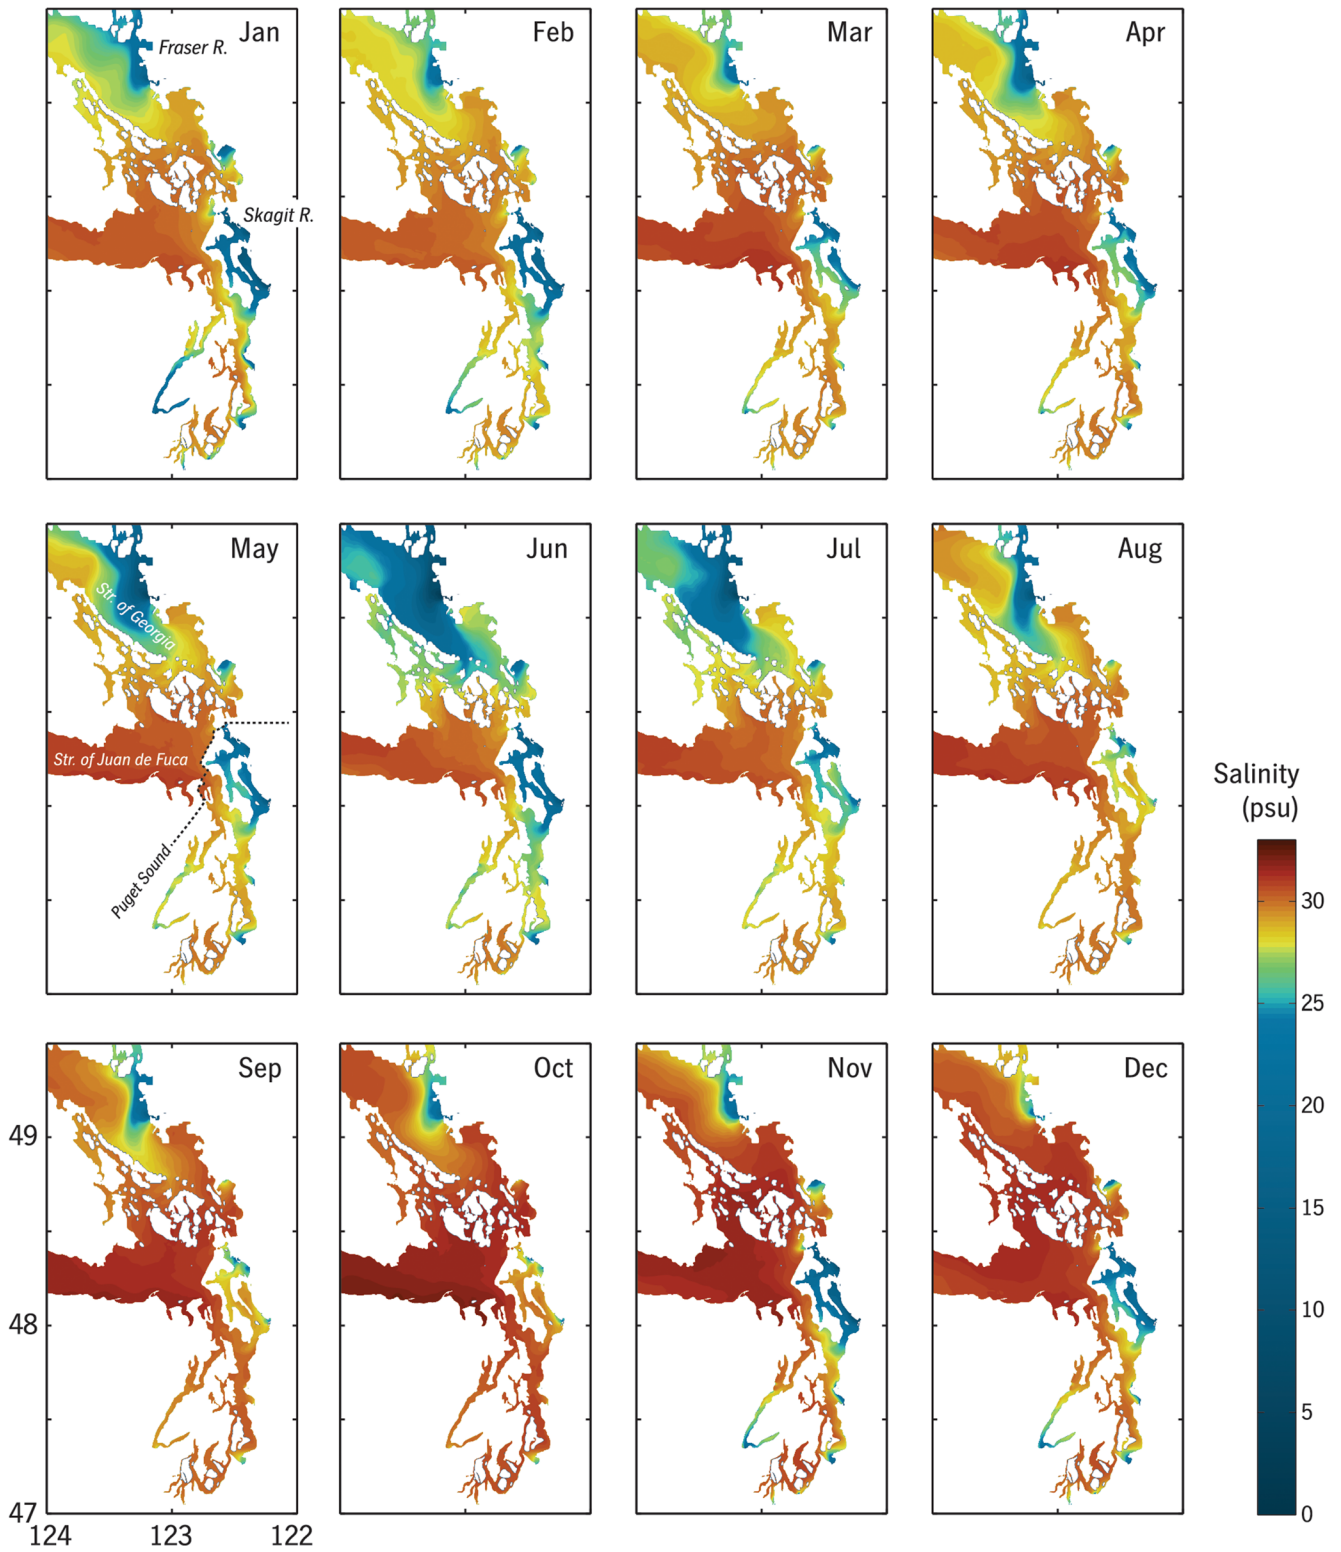 Jan
Feb
Mar
Apr
Fraser R.
Skagit R.
May
Jun
Jul
Aug
Str. of Georgia
Str. of Juan de Fuca
Puget Sound
Salinity
(psu)
30
25
20
15
10
5
0
Sep
Oct
Nov
Dec
49
48
47
124 123 122